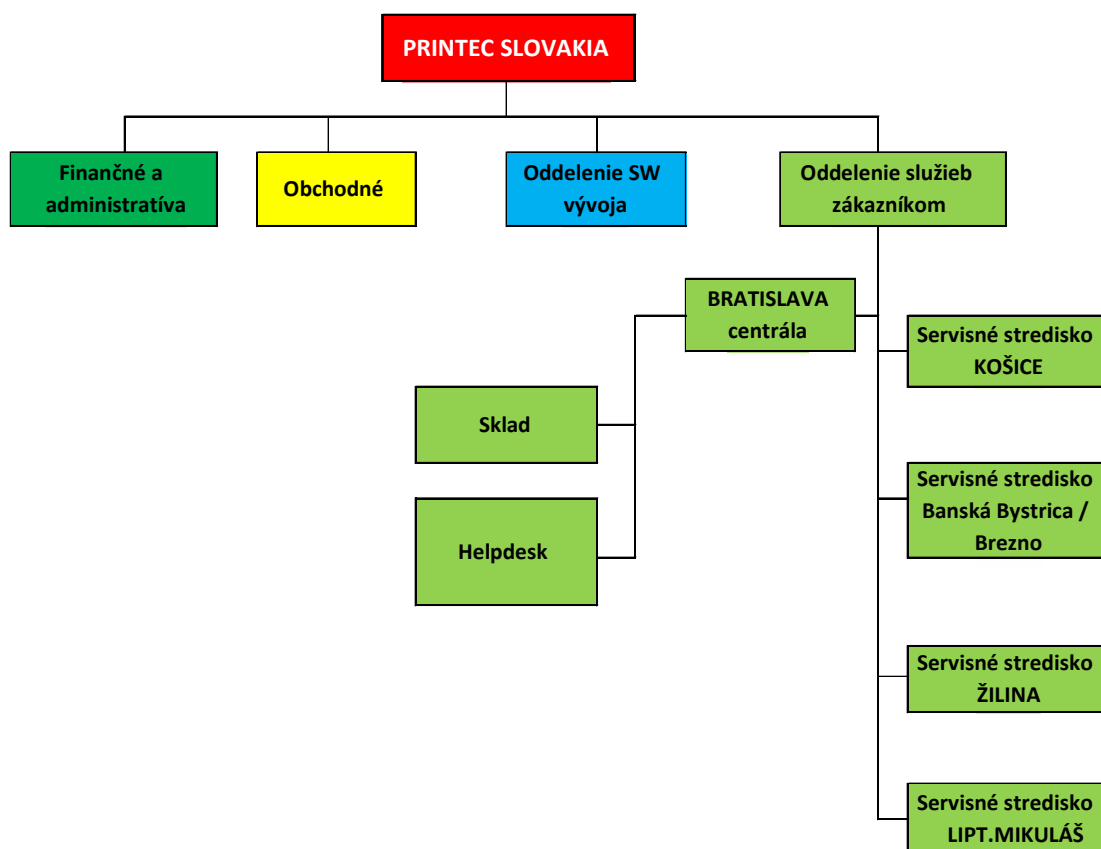 PRINTEC SLOVAKIA
Finančné a
administratíva
Obchodné
Oddelenie SW
vývoja
Oddelenie služieb
zákazníkom
BRATISLAVA
centrála
Servisné stredisko
KOŠICE
Sklad
Servisné stredisko
Banská Bystrica /
Brezno
Helpdesk
Servisné stredisko
ŽILINA
Servisné stredisko
LIPT.MIKULÁŠ